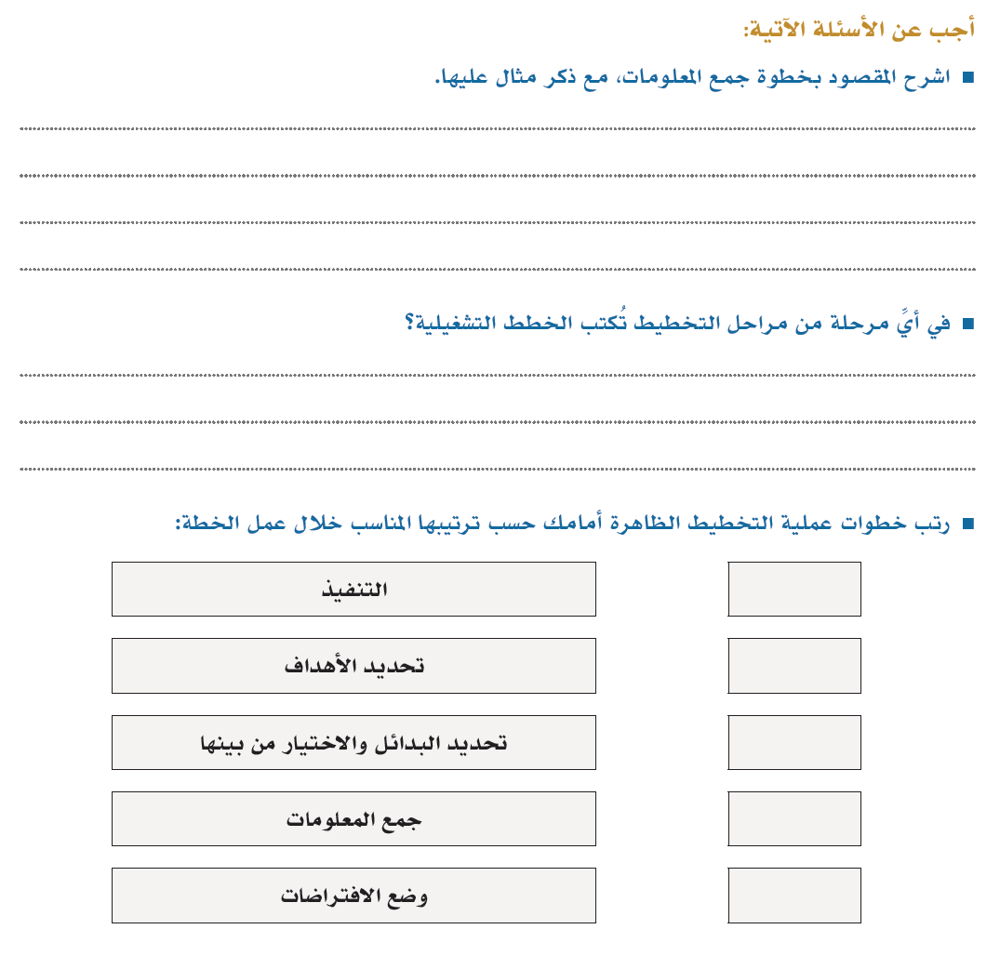 أجب عن الأسئلة الآتية:
■ اشرح المقصود بخطوة جمع المعلومات، مع ذكر مثال عليها.
■ في أيِّ مرحلة من مراحل التخطيط تُكتب الخطط التشغيلية؟
■ رتب خطوات عملية التخطيط الظاهرة أمامك حسب ترتيبها المناسب خلال عمل الخطة:
التنفيذ
تحديد الأهداف
تحديد البدائل والاختيار من بينها
جمع المعلومات
وضع الافتراضات